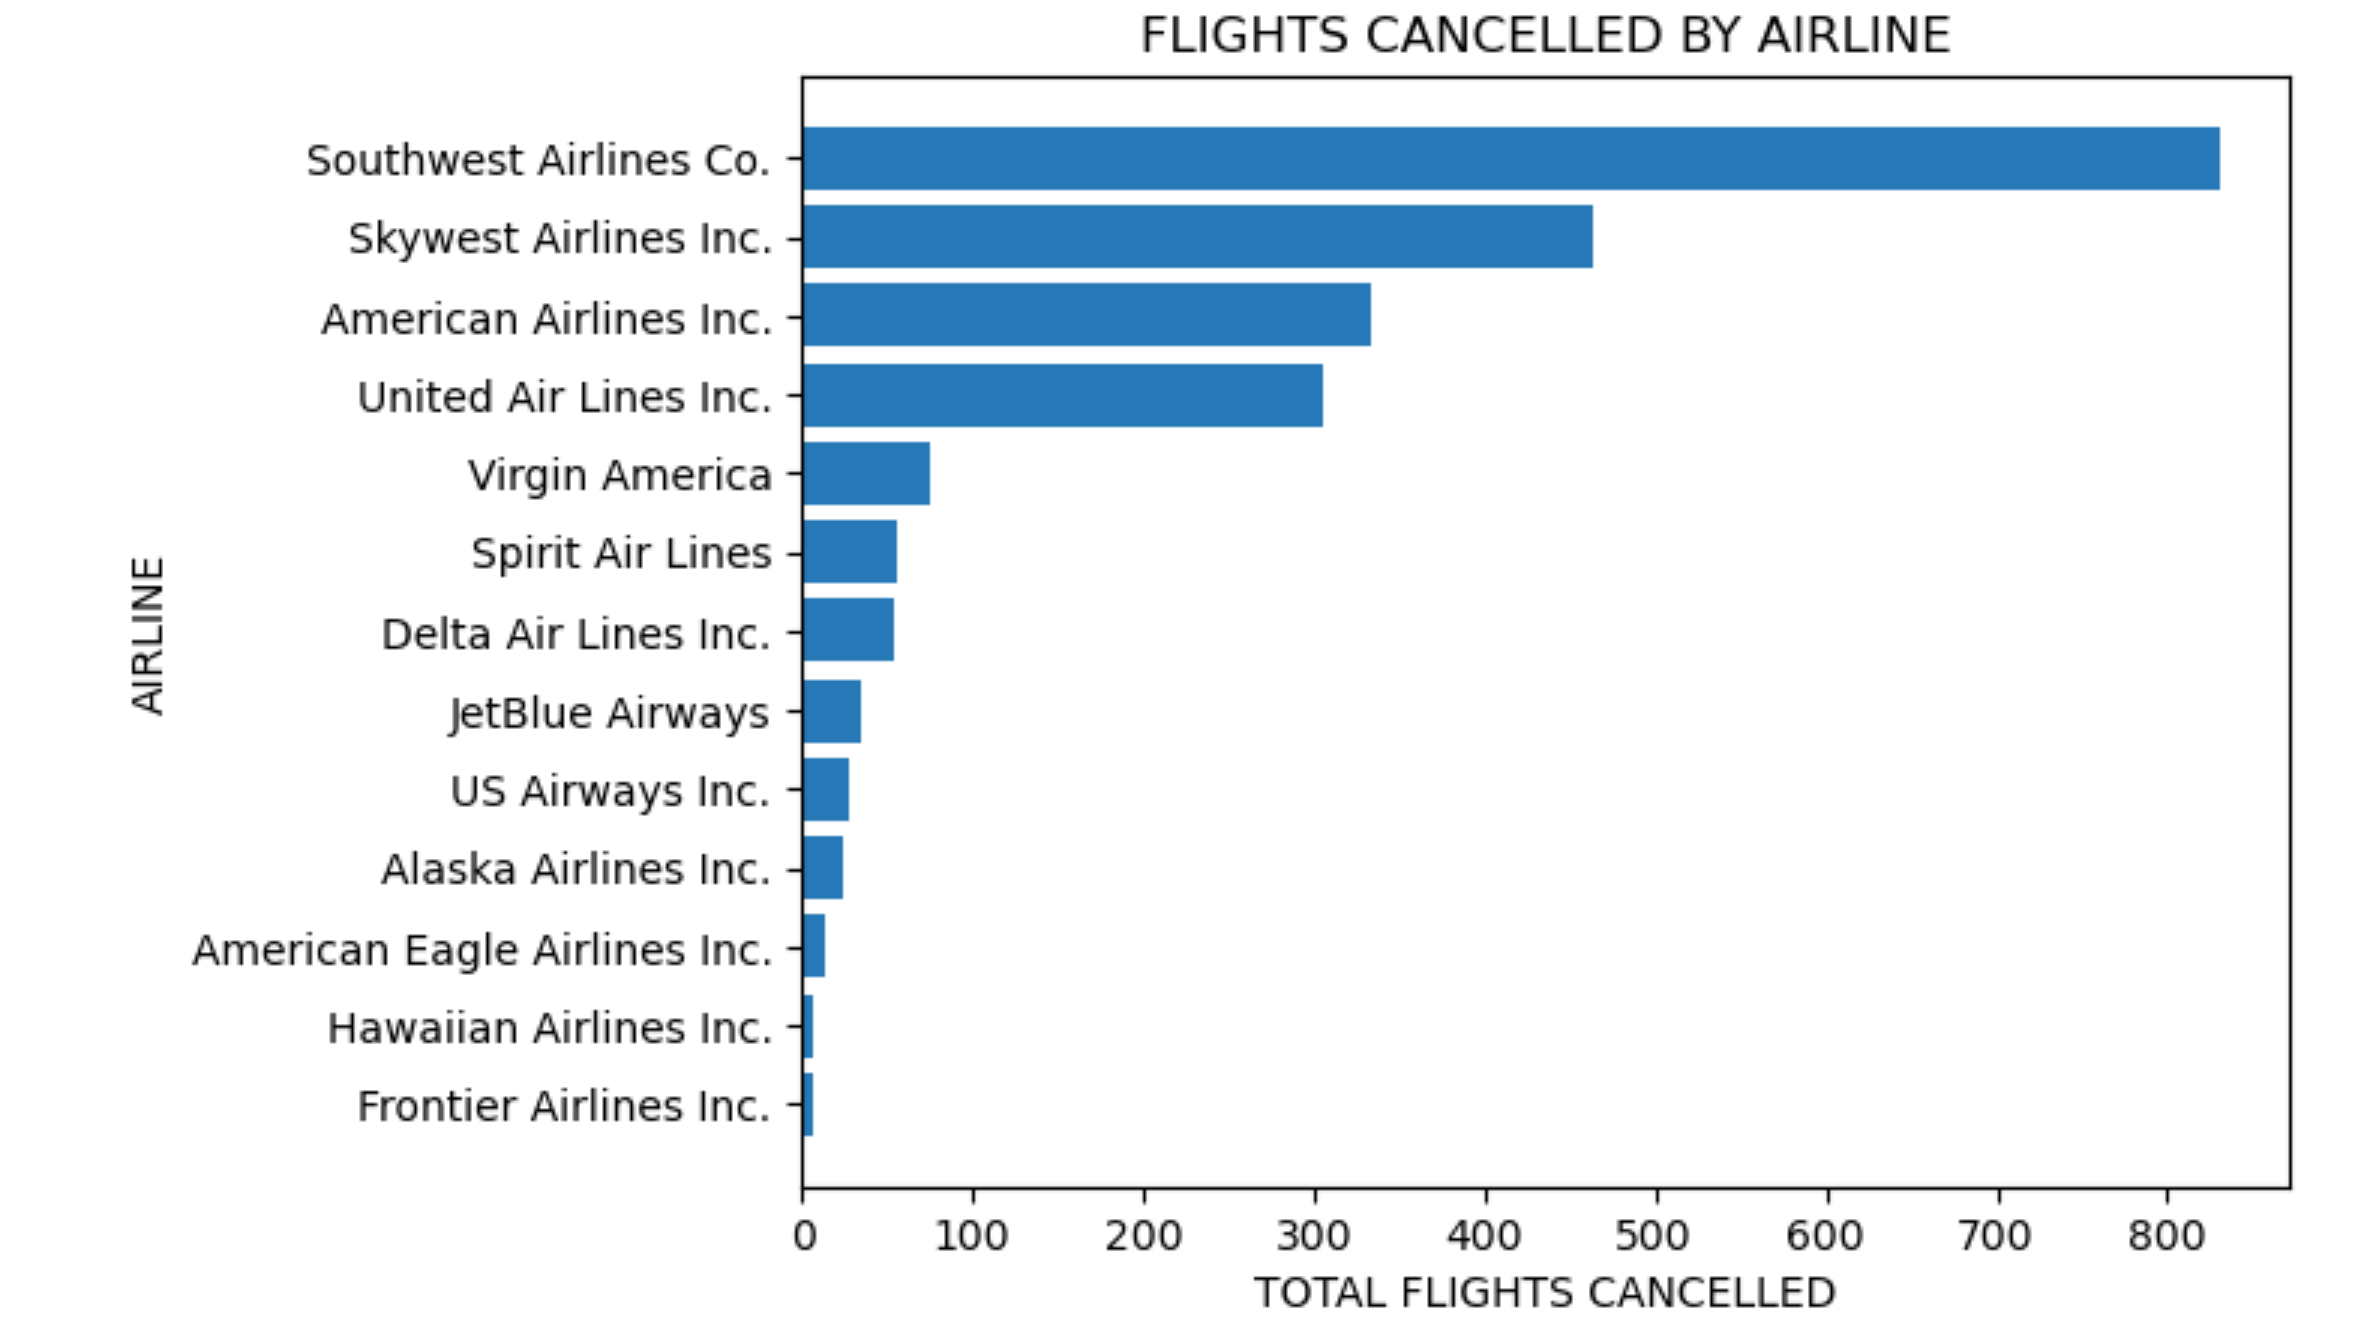 FLIGHTS CANCELLED BY AIRLINE
Southwest Airlines Co.
Skywest Airlines Inc.
American Airlines Inc.
United Air Lines Inc.
Virgin America
Spirit Air Lines
Delta Air Lines Inc.
JetBlue Airways
US Airways Inc.
Alaska Airlines Inc.
American Eagle Airlines Inc.
Hawaiian Airlines Inc.
Frontier Airlines Inc.
AIRLINE
0 100 200 300 400 500 600 700 800
TOTAL FLIGHTS CANCELLED